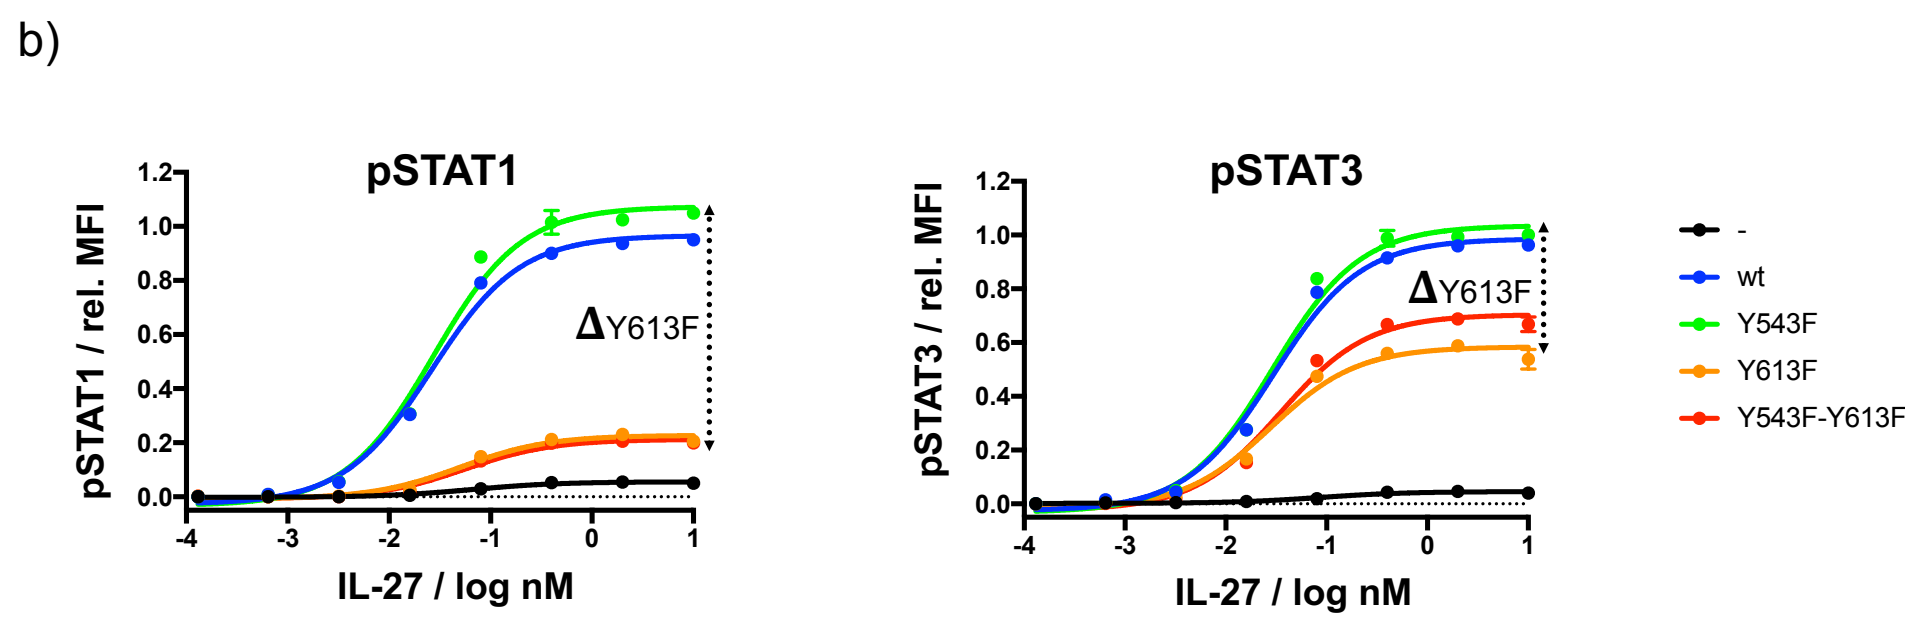 b)
pSTAT1
1.2
1.0
0.8
0.6
0.4
0.2
0.0
pSTAT1 / rel. MFI
ΔY613F
-4 -3 -2 -1 0 1
IL-27 / log nM
pSTAT3
1.2
1.0
0.8
0.6
0.4
0.2
0.0
pSTAT3 / rel. MFI
ΔY613F
-4 -3 -2 -1 0 1
IL-27 / log nM
-
wt
Y543F
Y613F
Y543F-Y613F